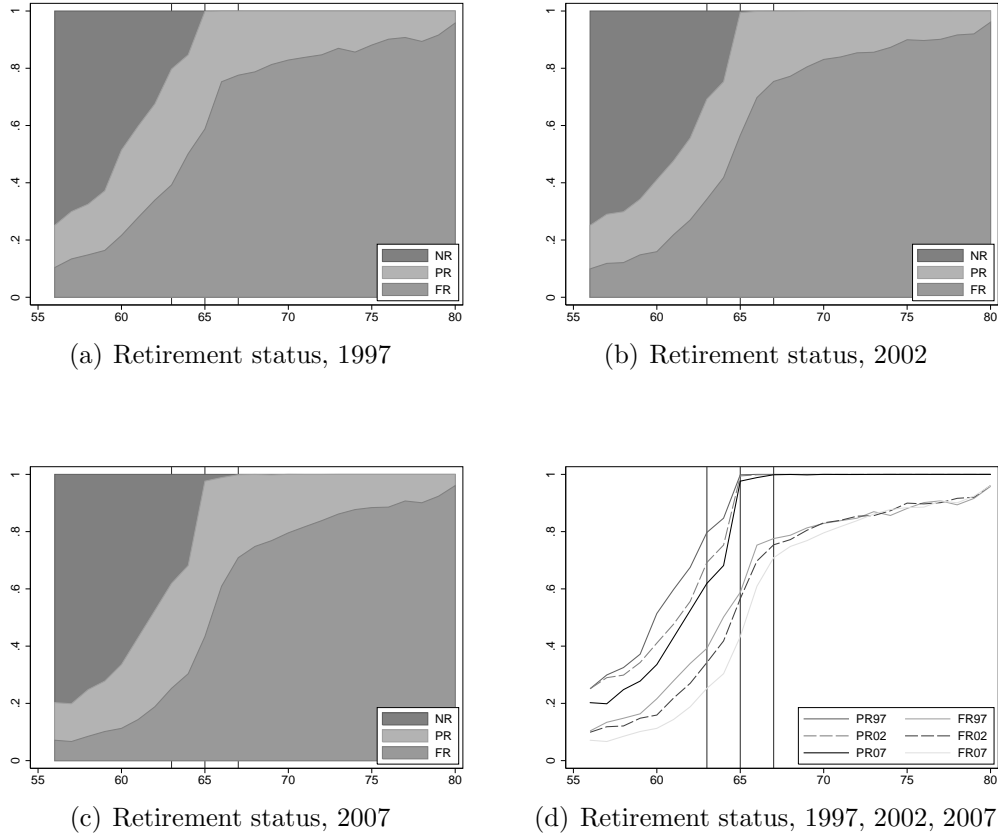 0 .2 .4 .6 .8 1
55 60 65 70 75 80
NR
PR
FR
(a) Retirement status, 1997
0 .2 .4 .6 .8 1
55 60 65 70 75 80
NR
PR
FR
(b) Retirement status, 2002
0 .2 .4 .6 .8 1
55 60 65 70 75 80
NR
PR
FR
(c) Retirement status, 2007
0 .2 .4 .6 .8 1
55 60 65 70 75 80
PR97 FR97
PR02 FR02
PR07 FR07
(d) Retirement status, 1997, 2002, 2007